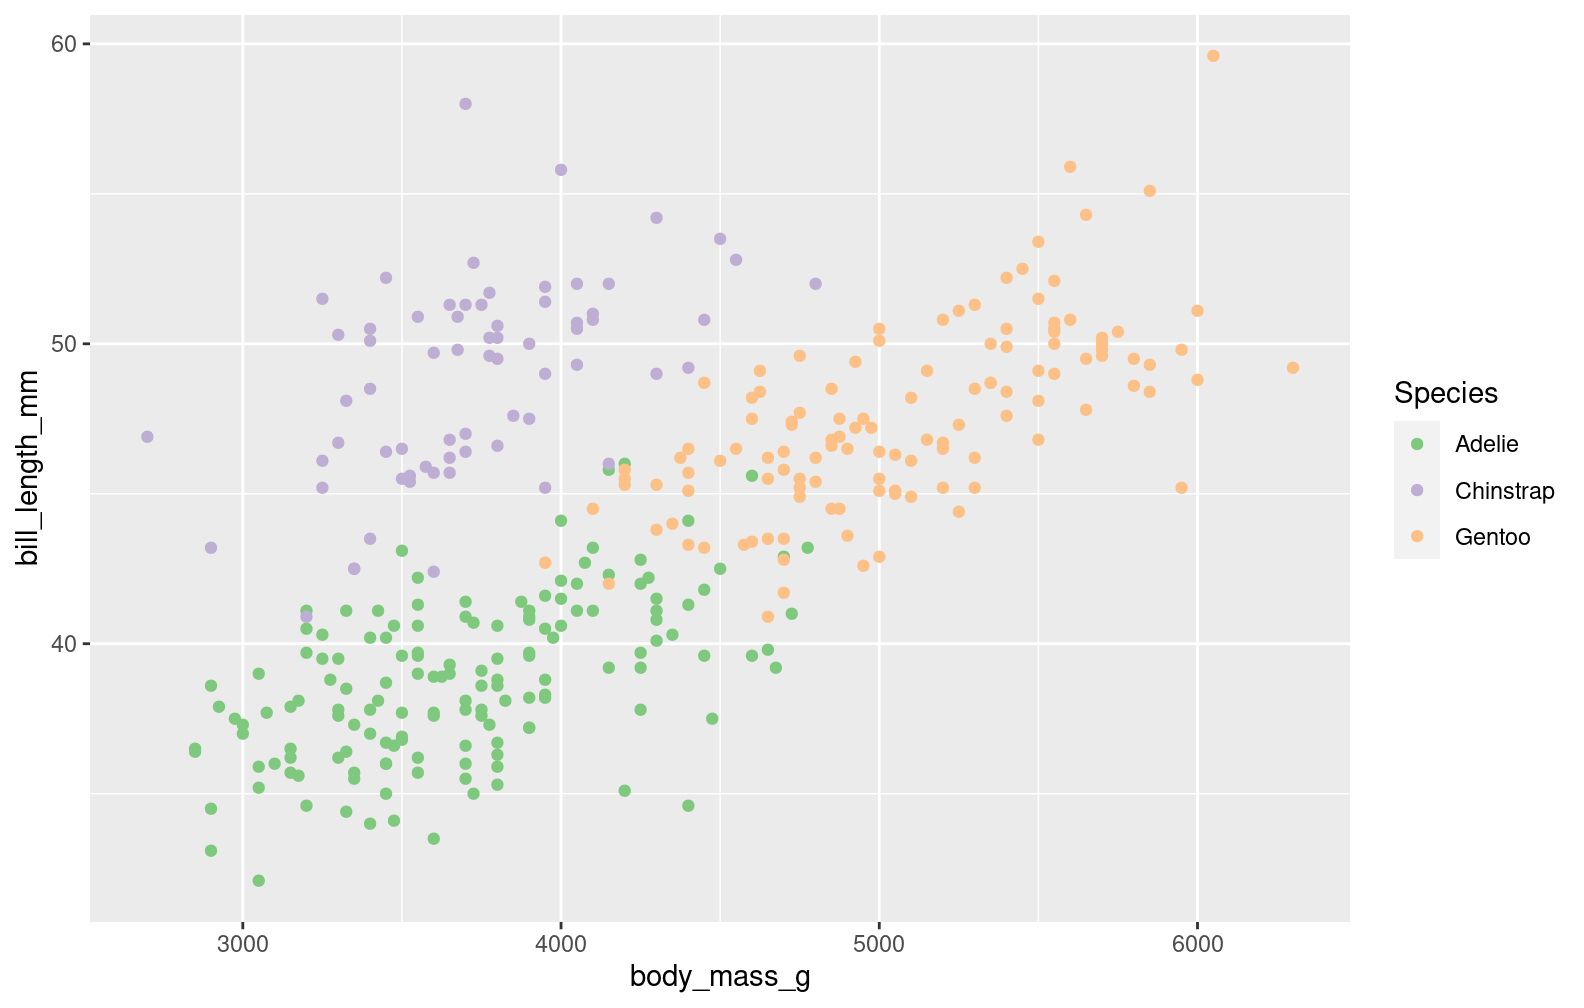 60
50
40
bill_length_mm
3000
4000
5000
6000
body_mass_g
Species
Adelie
Chinstrap
Gentoo